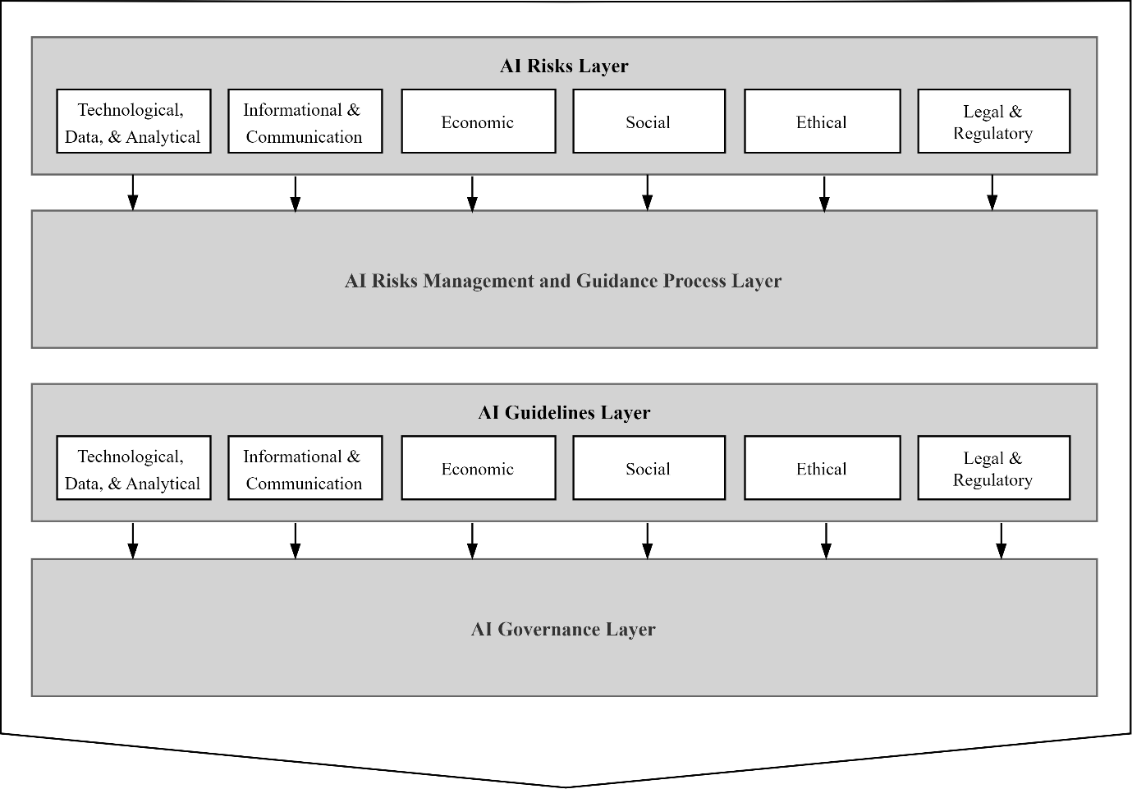 AI Risks Layer
Technological,
Data, & Analytical
Informational &
Communication
Economic
Social
Ethical
Legal &
Regulatory
AI Risks Management and Guidance Process Layer
AI Guidelines Layer
Technological,
Data, & Analytical
Informational &
Communication
Economic
Social
Ethical
Legal &
Regulatory
AI Governance Layer